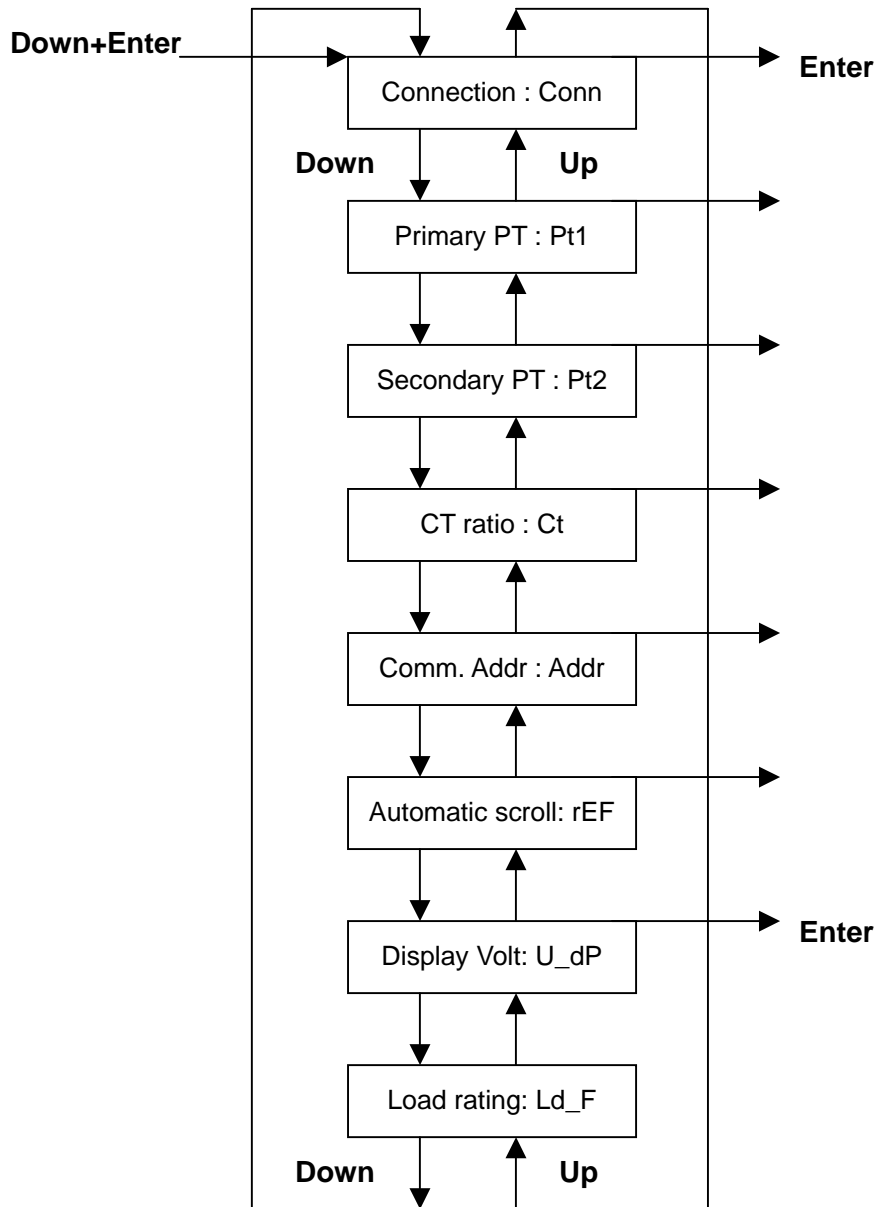 Down+Enter
Enter
Connection : Conn
Down
Up
Primary PT : Pt1
Secondary PT : Pt2
CT ratio : Ct
Comm. Addr : Addr
Automatic scroll: rEF
Enter
Display Volt: U_dP
Load rating: Ld_F
Down
Up